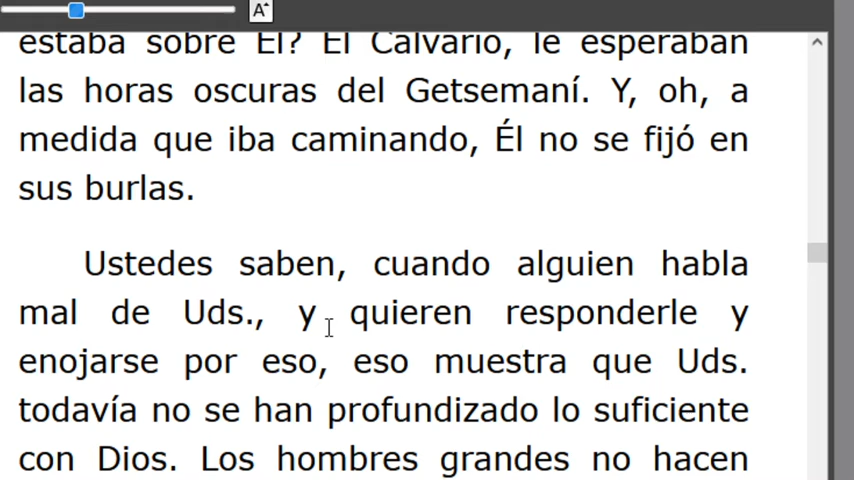 A
estaba sobre Él? El Calvario, le esperaban
las horas oscuras del Getsemaní. Y, oh, a
medida que iba caminando, Él no se fijó en
sus burlas.
Ustedes saben, cuando alguien habla
mal de Uds., y quieren responderle y
enojarse por eso, eso muestra que Uds.
todavía no se han profundizado lo suficiente
con Dios. Los hombres grandes no hacen